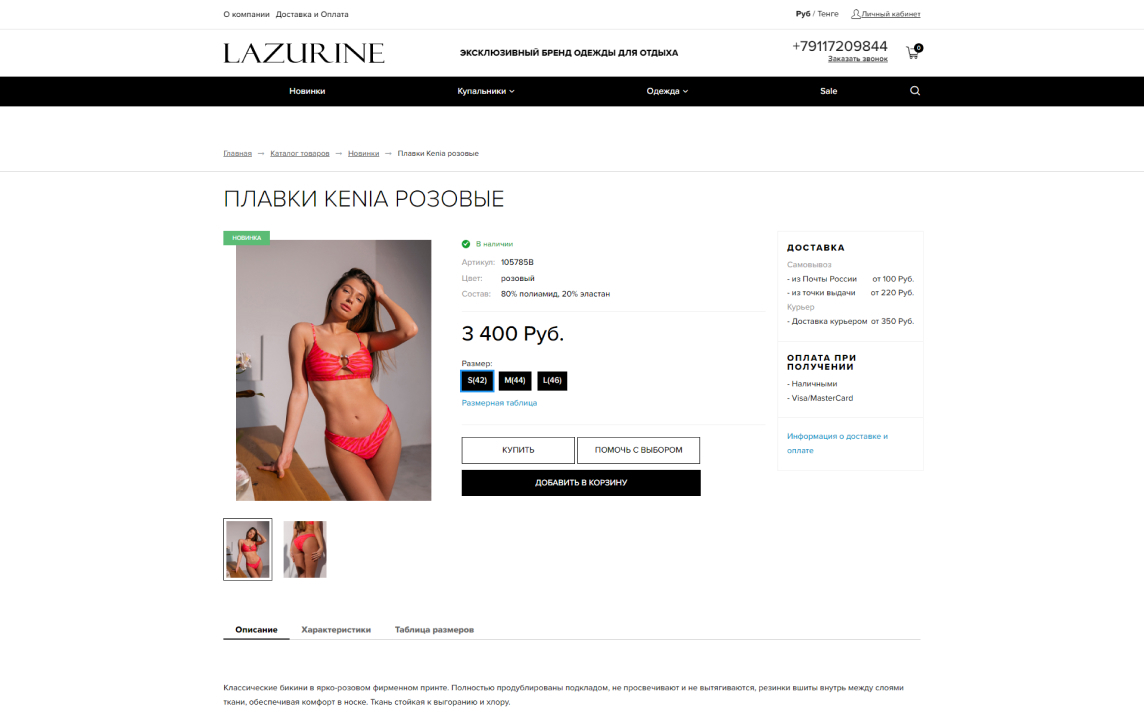 О компании Доставка и Оплата
Руб / Тенге Личный кабинет
LAZURINE
ЭКСКЛЮЗИВНЫЙ БРЕНД ОДЕЖДЫ ДЛЯ ОТДЫХА
+79117209844
Заказать звонок
0
Новинки Купальники Одежда Sale
Главная → Каталог товаров → Новинки → Плавки Kenia розовые
ПЛАВКИ KENIA РОЗОВЫЕ
НОВИНКА
В наличии
Артикул: 105785B
Цвет: розовый
Состав: 80% полиамид, 20% эластан
3 400 Руб.
Размер:
S(42) M(44) L(46)
Размерная таблица
КУПИТЬ ПОМОЧЬ С ВЫБОРОМ
ДОБАВИТЬ В КОРЗИНУ
ДОСТАВКА
Самовывоз
- из Почты России от 100 Руб.
- из точки выдачи от 220 Руб.
Курьер
- Доставка курьером от 350 Руб.
ОПЛАТА ПРИ
ПОЛУЧЕНИИ
- Наличными
- Visa/MasterCard
Информация о доставке и
оплате
Описание Характеристики Таблица размеров
Классические бикини в ярко-розовом фирменном принте. Полностью продублированы подкладом, не просвечивают и не вытягиваются, резинки вшиты внутрь между слоями
ткани, обеспечивая комфорт в носке. Ткань стойкая к выгоранию и хлору.